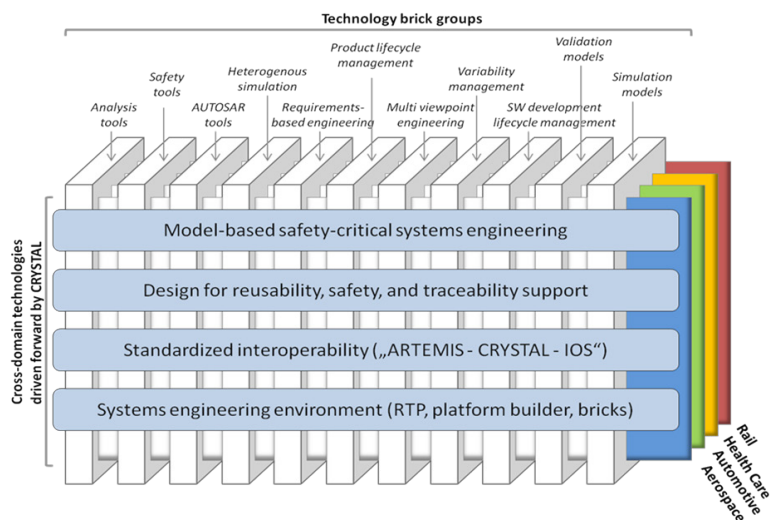 Technology brick groups
Validation
models
Product lifecycle
management
Heterogenous
simulation
Variability
management
Safety
tools
Simulation
models
Analysis
tools
AUTOSAR
tools
Requirements-
based engineering
Multi viewpoint
engineering
SW development
lifecycle management
Cross-domain technologies
driven forward by CRYSTAL
Model-based safety-critical systems engineering
Design for reusability, safety, and traceability support
Standardized interoperability („ARTEMIS - CRYSTAL - IOS“)
Systems engineering environment (RTP, platform builder, bricks)
Rail
Health Care
Automotive
Aerospace